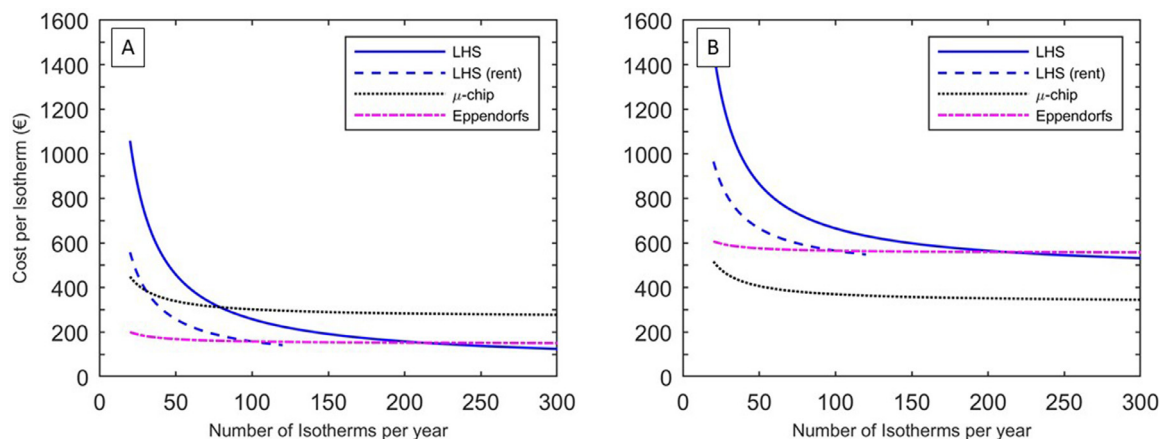 A
B
LHS
LHS (rent)
μ-chip
Eppendorfs
LHS
LHS (rent)
μ-chip
Eppendorfs
Cost per Isotherm (€)
1600
1400
1200
1000
800
600
400
200
0
0 50 100 150 200 250 300
Number of Isotherms per year
1600
1400
1200
1000
800
600
400
200
0
0 50 100 150 200 250 300
Number of Isotherms per year